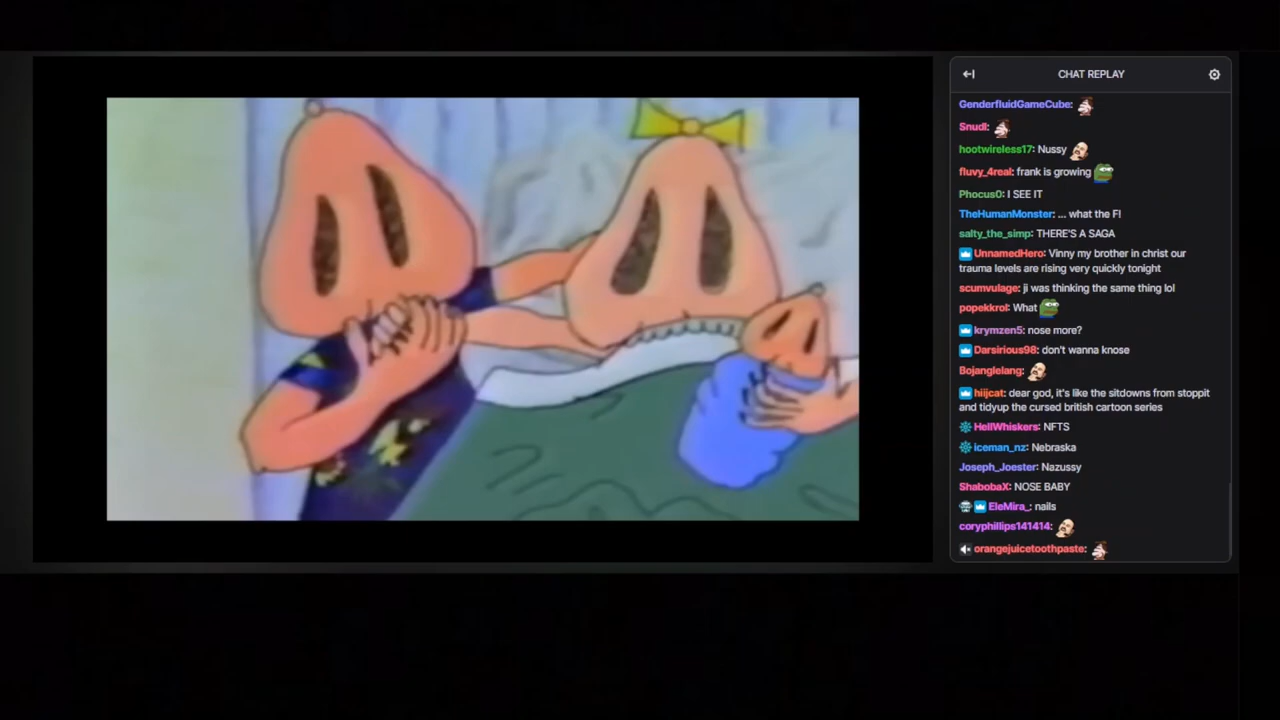 CHAT REPLAY
GenderfluidGameCube:
Snudl:
hootwireless17: Nussy
fluvy_4real: frank is growing
Phocus0: I SEE IT
TheHumanMonster: ... what the F!
salty_the_simp: THERE'S A SAGA
UnnamedHero: Vinny my brother in christ our
trauma levels are rising very quickly tonight
scumvulage: ji was thinking the same thing lol
popekkrol: What
krymzen5: nose more?
Darsirious98: don't wanna knose
Bojanglelang:
hiijcat: dear god, it's like the sitdowns from stoppit
and tidyup the cursed british cartoon series
HellWhiskers: NFTS
iceman_nz: Nebraska
Joseph_Joester: Nazussy
ShabobaX: NOSE BABY
EleMira_: nails
coryphillips141414:
orangejuicetoothpaste: